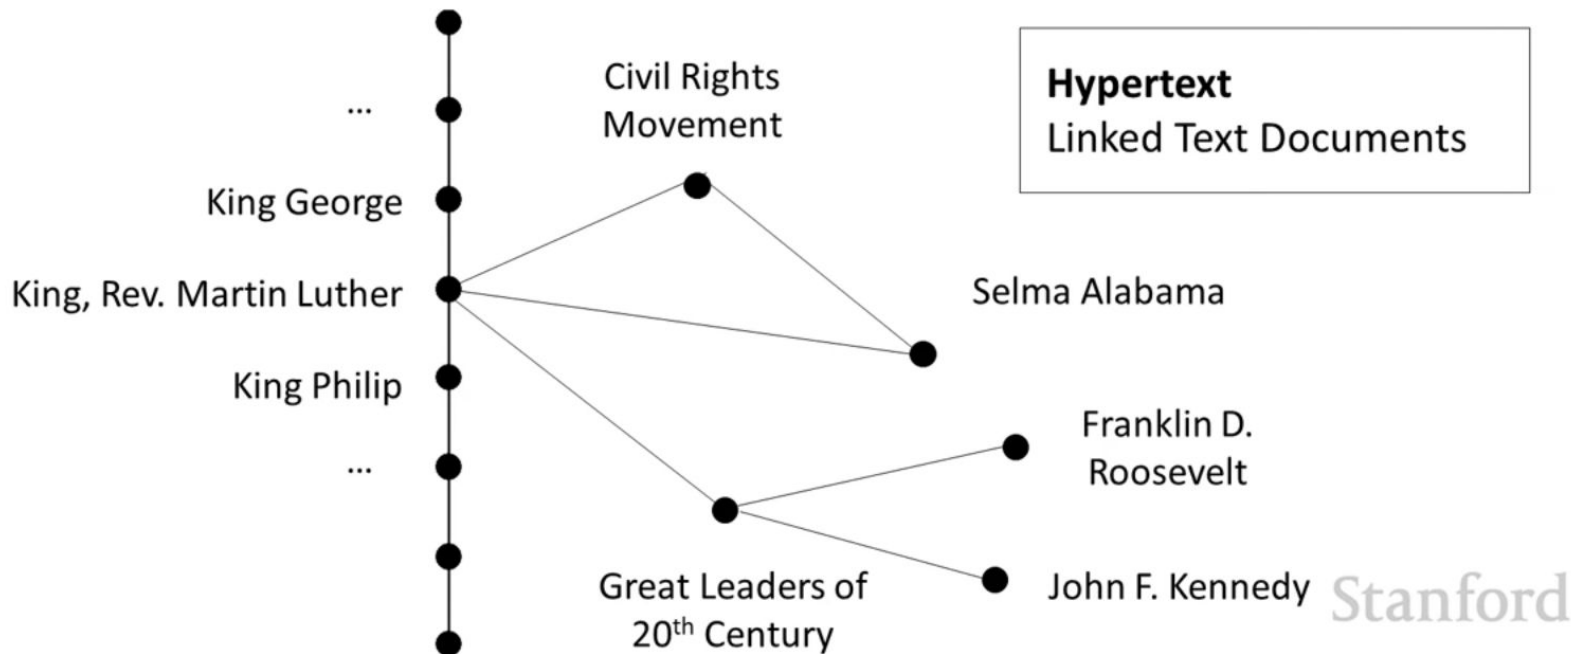 Civil Rights
Movement
Hypertext
Linked Text Documents
...
King George
King, Rev. Martin Luther
Selma Alabama
King Philip
Franklin D.
Roosevelt
...
Great Leaders of
20th Century
John F. Kennedy
Stanford